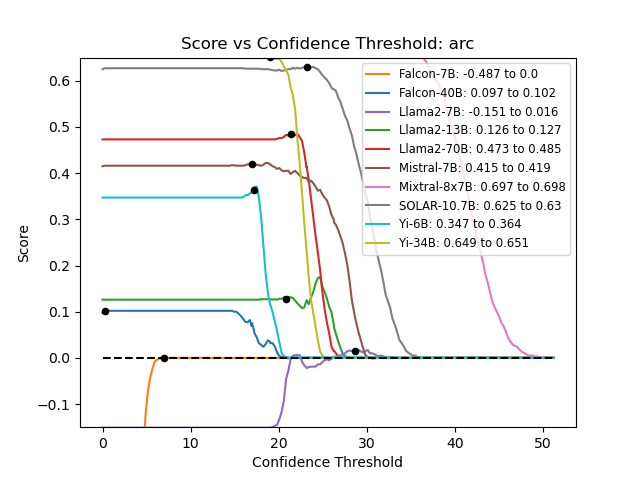 Score vs Confidence Threshold: arc
Score
0.6
0.5
0.4
0.3
0.2
0.1
0.0
−0.1
Falcon-7B: -0.487 to 0.0
Falcon-40B: 0.097 to 0.102
Llama2-7B: -0.151 to 0.016
Llama2-13B: 0.126 to 0.127
Llama2-70B: 0.473 to 0.485
Mistral-7B: 0.415 to 0.419
Mixtral-8x7B: 0.697 to 0.698
SOLAR-10.7B: 0.625 to 0.63
Yi-6B: 0.347 to 0.364
Yi-34B: 0.649 to 0.651
0 10 20 30 40 50
Confidence Threshold